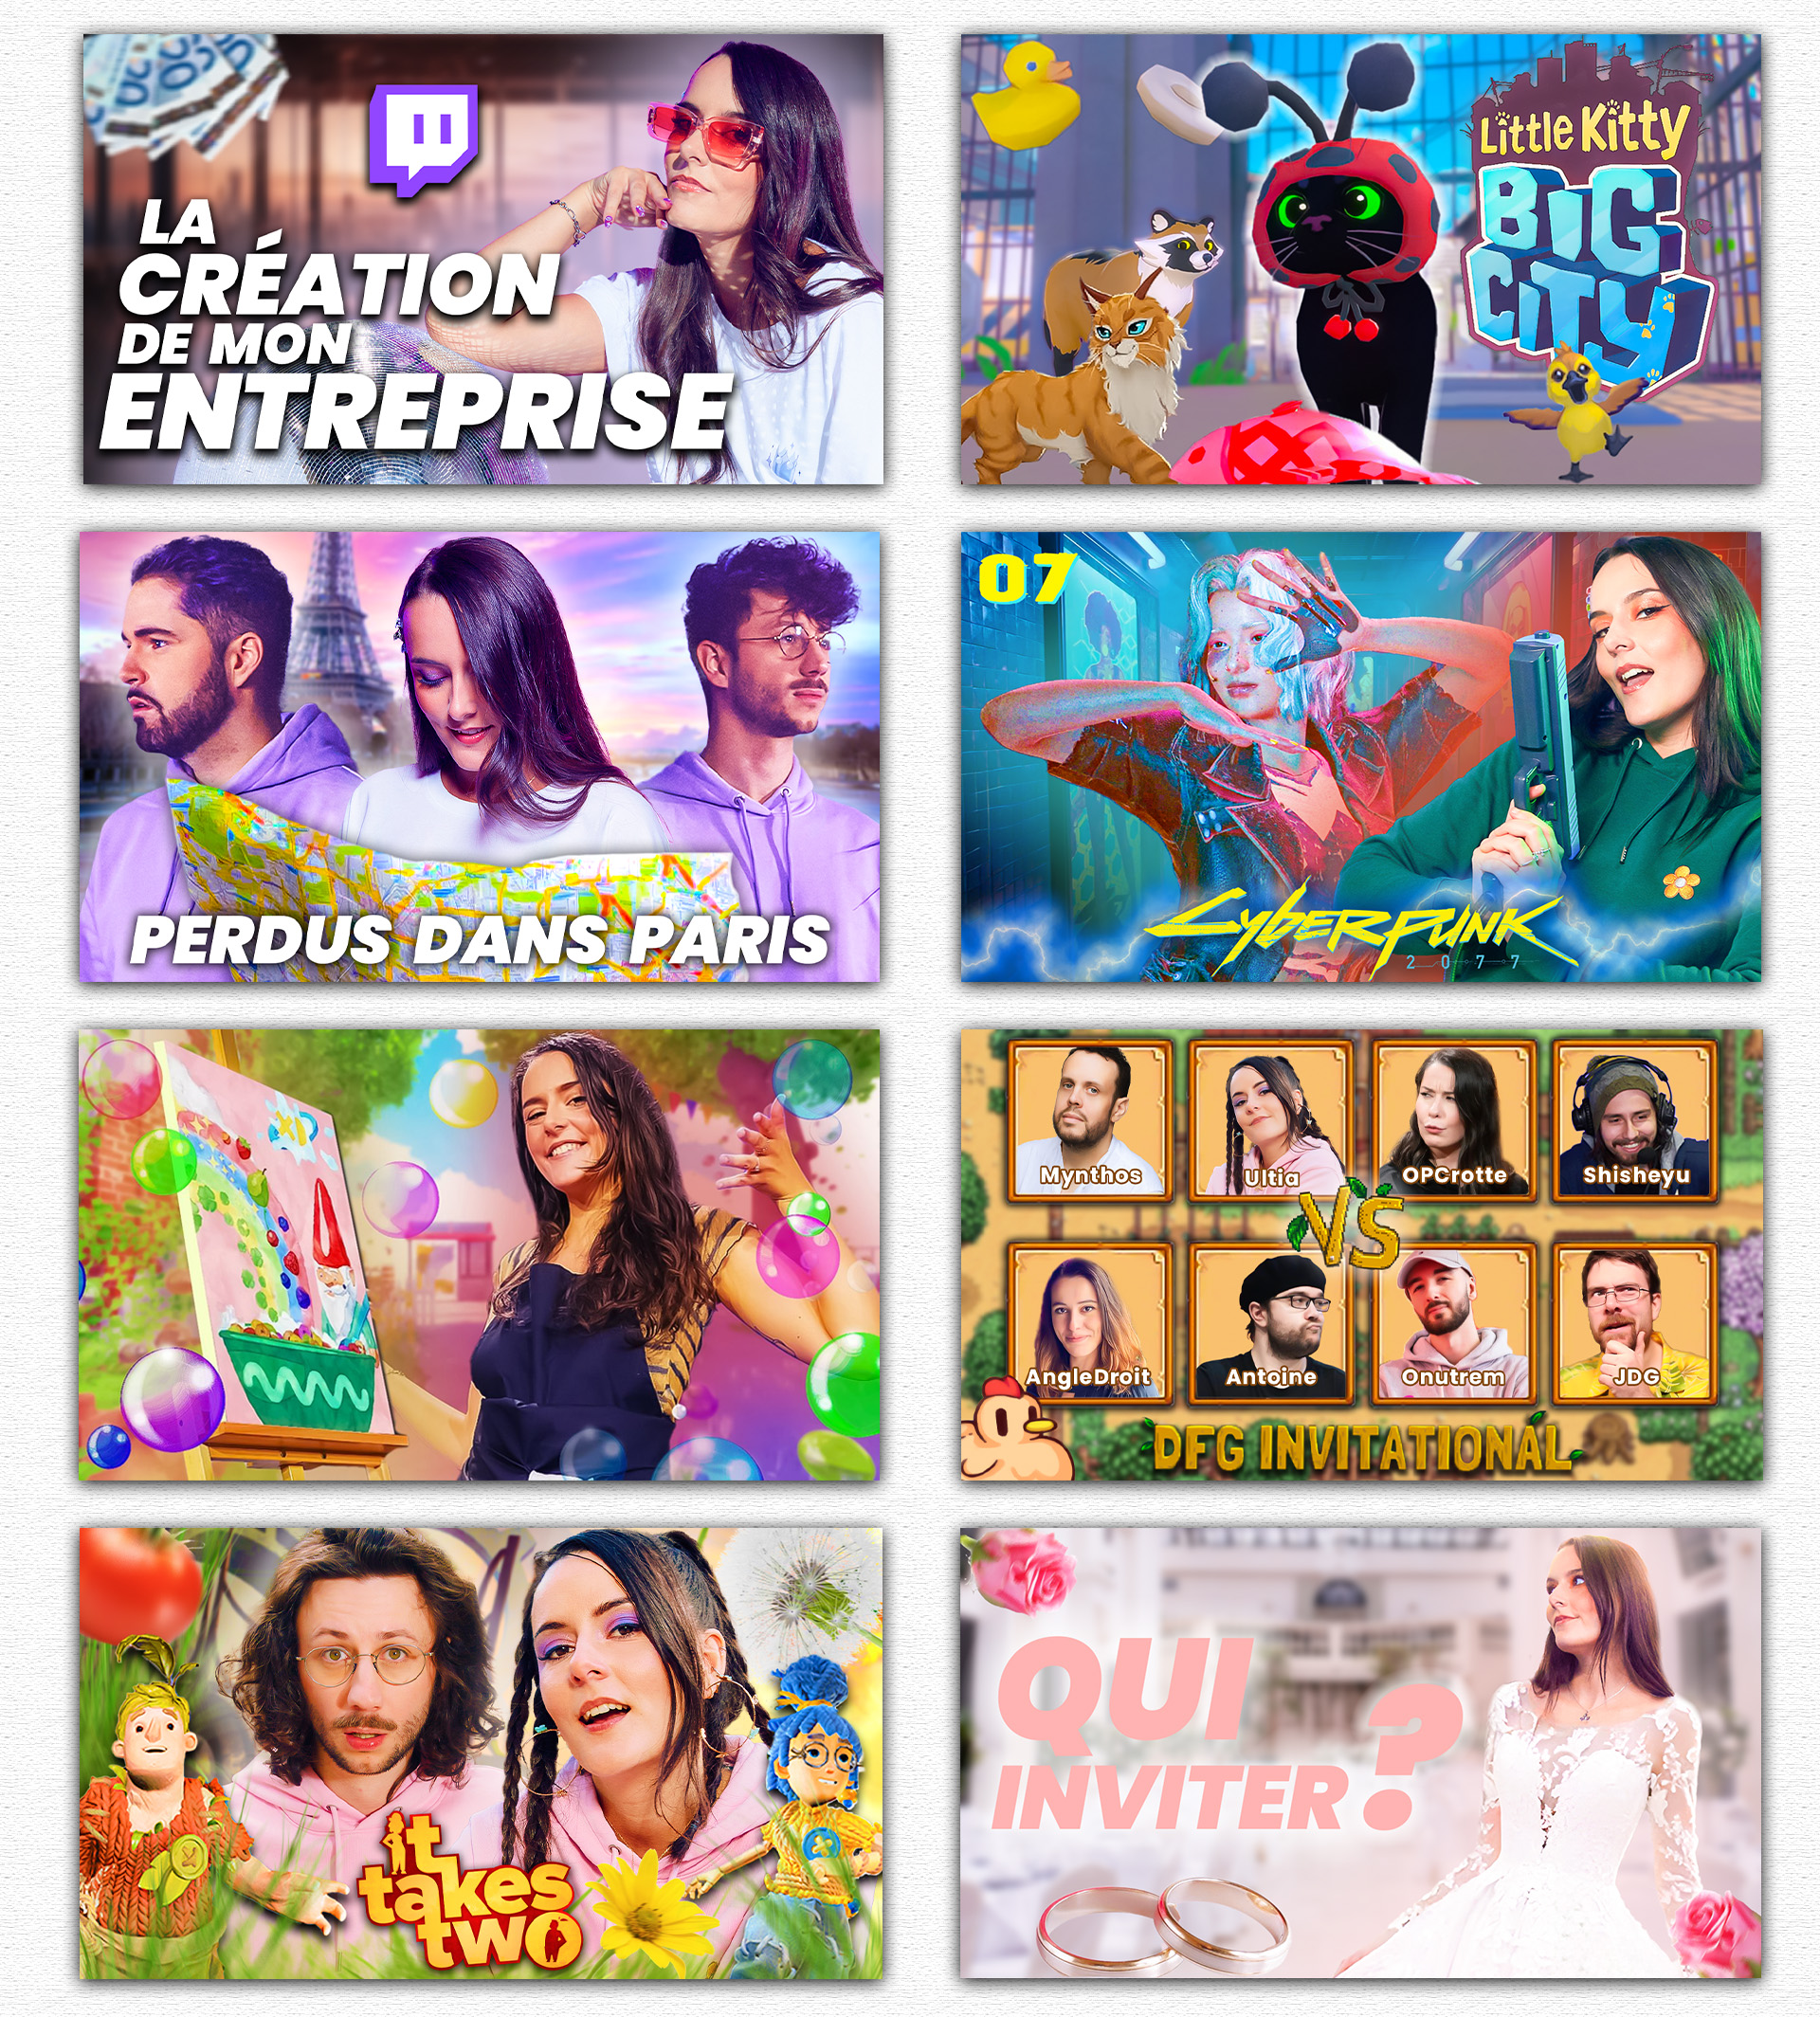 LA
CRÉATION
DE MON
ENTREPRISE
Little Kitty
BIG
CITY
PERDUS DANS PARIS
07
CYBERPUNK
2077
Mynthos
Ultia
OPCrotte
Shisheyu
VS
AngleDroit
Antoine
Onutrem
JDG
DFG INVITATIONAL
it
takes
two
QUI
INVITER ?